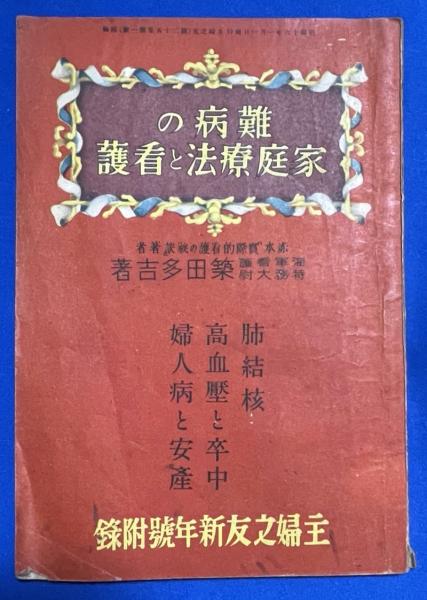 難病の
家庭療法と看護
赤本“實際的看護の秘訣”著者
海軍看護
特務大尉
築田多吉著
肺結核
高血壓と卒中
婦人病と安產
主婦之友新年號附錄